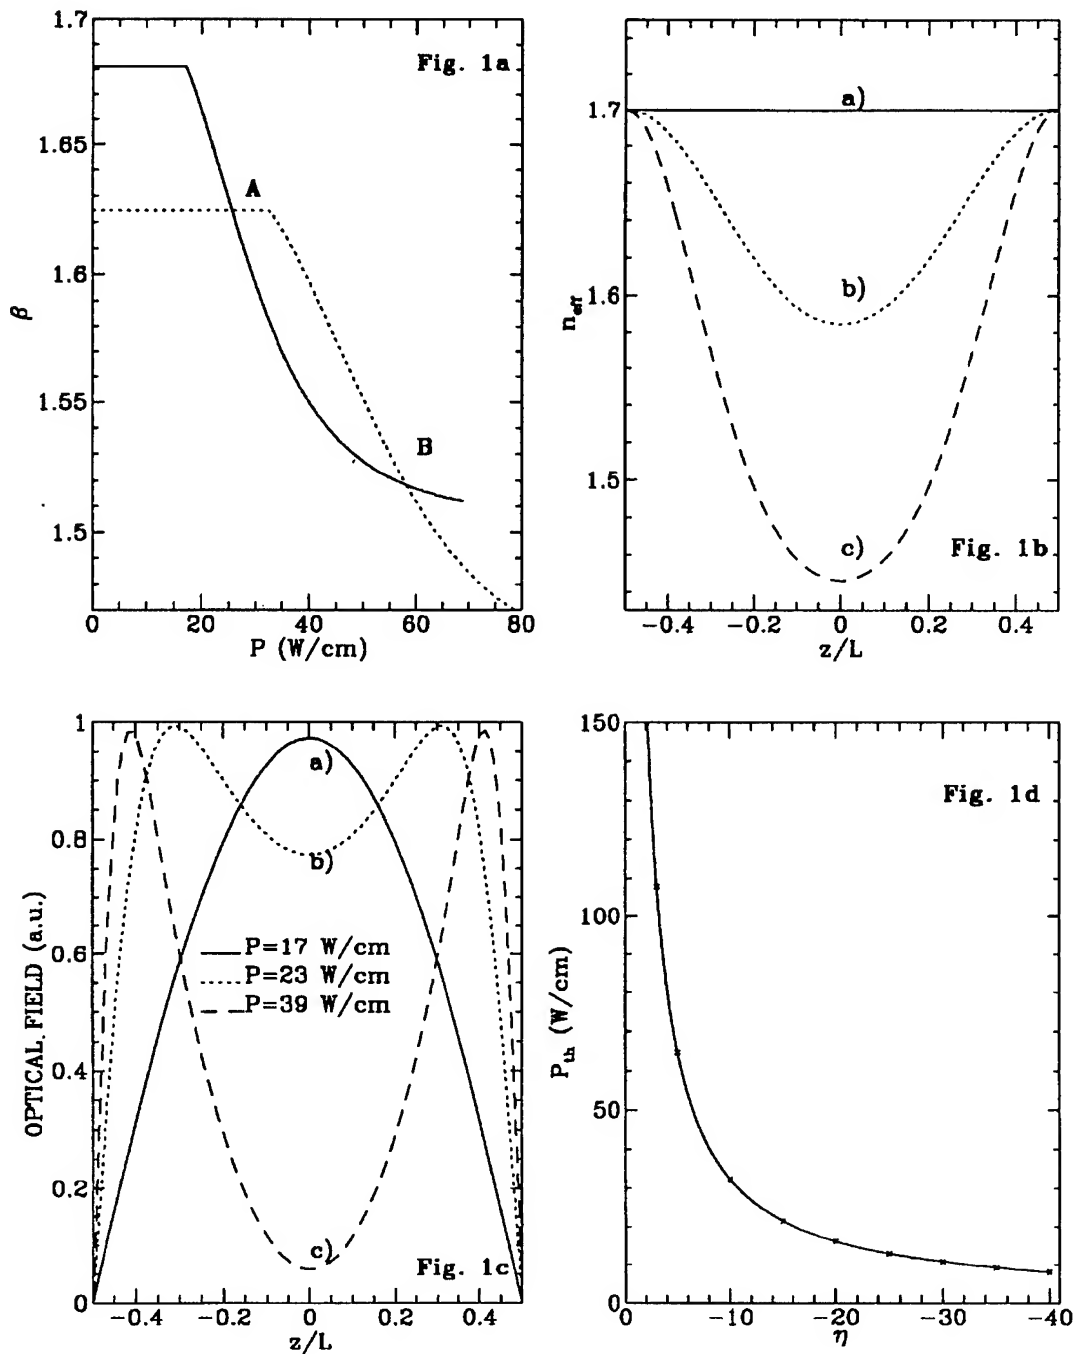 Fig. 1a
A
B
1.7
1.65
1.6
1.55
1.5
β
0 20 40 60 80
P (W/cm)
Fig. 1b
a)
b)
c)
1.7
1.6
1.5
n_eff
−0.4 −0.2 0 0.2 0.4
z/L
a)
b)
P=17 W/cm
P=23 W/cm
P=39 W/cm
c)
Fig. 1c
1
0.8
0.6
0.4
0.2
0
OPTICAL FIELD (a.u.)
−0.4 −0.2 0 0.2 0.4
z/L
Fig. 1d
150
100
50
0
P_th (W/cm)
0 −10 −20 −30 −40
η